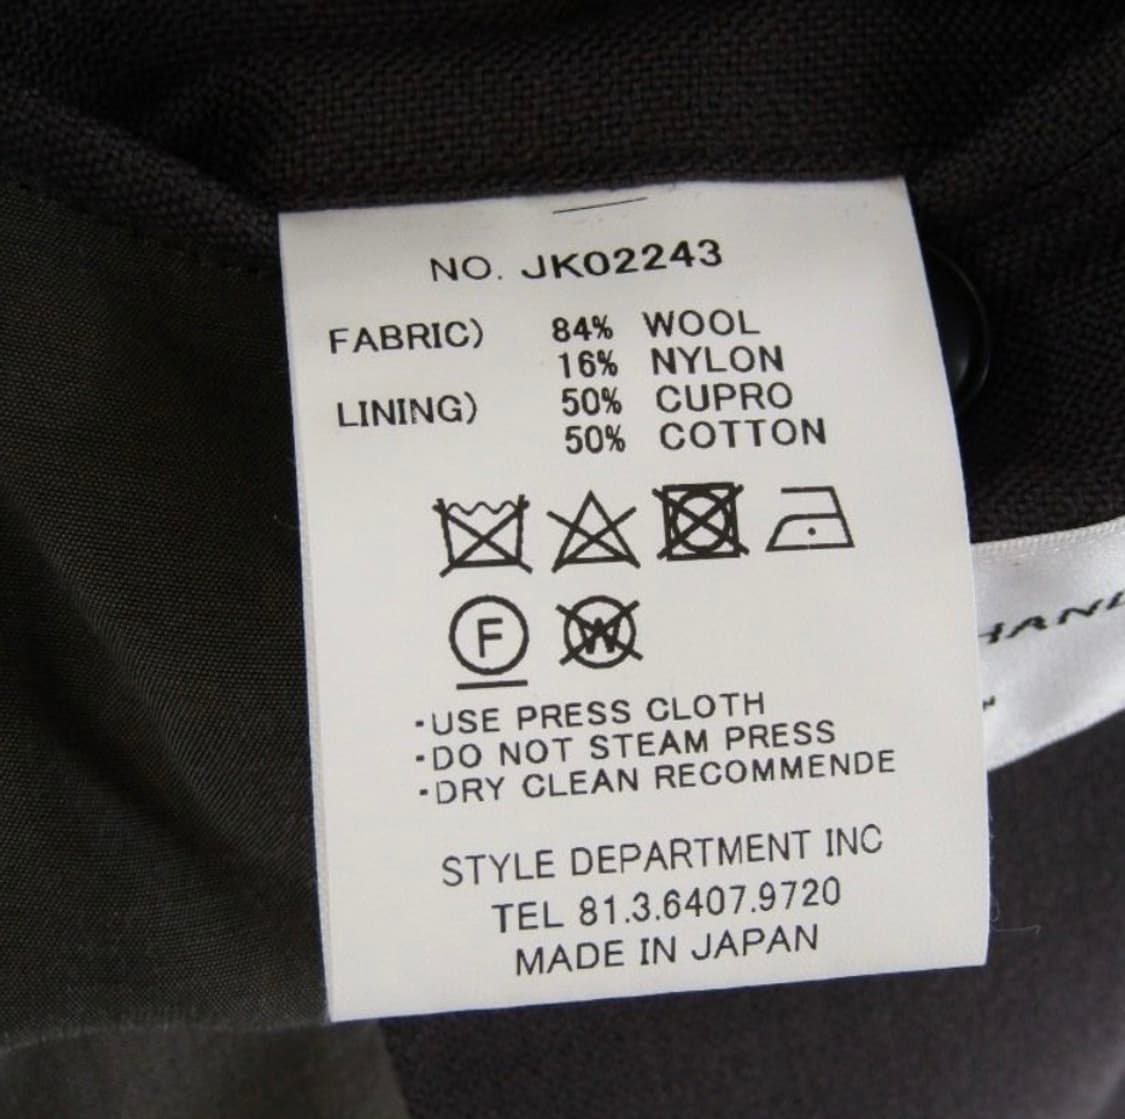 NO. JK02243
FABRIC) 84% WOOL
16% NYLON
LINING) 50% CUPRO
50% COTTON
F W
·USE PRESS CLOTH
·DO NOT STEAM PRESS
·DRY CLEAN RECOMMENDE
STYLE DEPARTMENT INC
TEL 81.3.6407.9720
MADE IN JAPAN